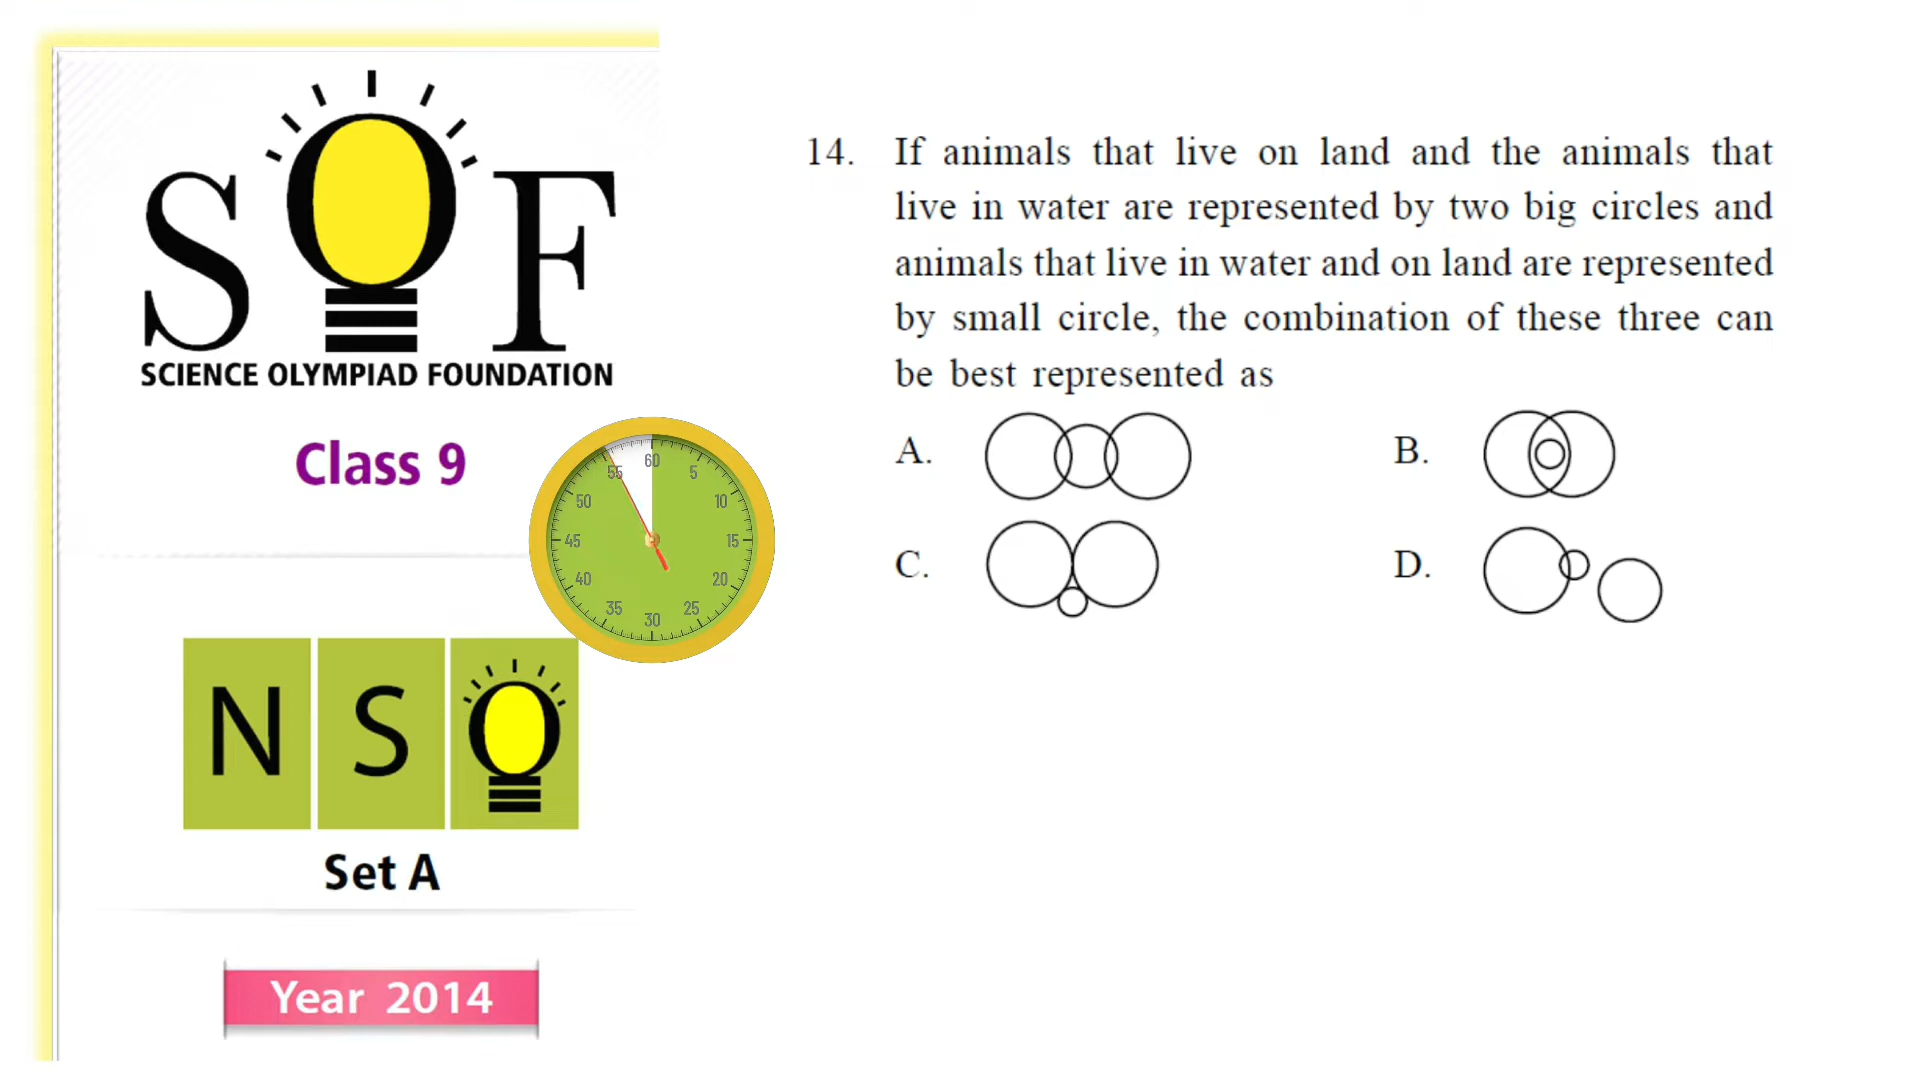 SOF
SCIENCE OLYMPIAD FOUNDATION
Class 9
60
5
10
15
20
25
30
35
40
45
50
55
NSO
Set A
Year 2014
14. If animals that live on land and the animals that
live in water are represented by two big circles and
animals that live in water and on land are represented
by small circle, the combination of these three can
be best represented as
A.
B.
C.
D.